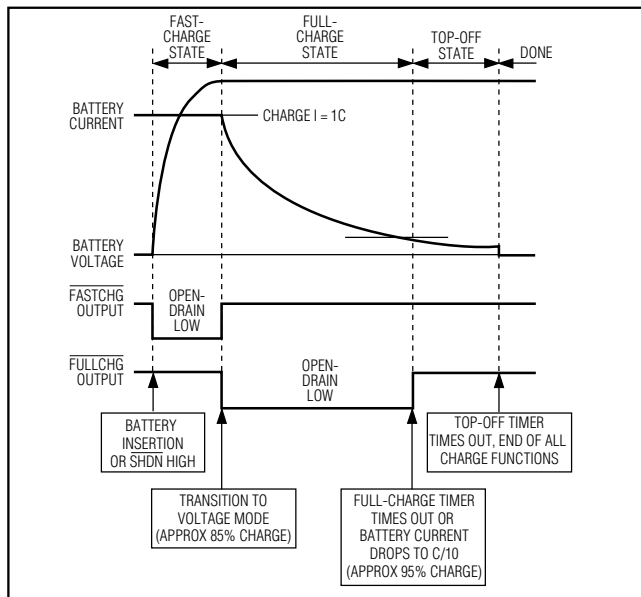 FAST-
CHARGE
STATE
FULL-
CHARGE
STATE
TOP-OFF
STATE
DONE
BATTERY
CURRENT
CHARGE I = 1C
BATTERY
VOLTAGE
FASTCHG
OUTPUT
OPEN-
DRAIN
LOW
FULLCHG
OUTPUT
OPEN-
DRAIN
LOW
BATTERY
INSERTION
OR SHDN HIGH
TOP-OFF TIMER
TIMES OUT, END OF ALL
CHARGE FUNCTIONS
TRANSITION TO
VOLTAGE MODE
(APPROX 85% CHARGE)
FULL-CHARGE TIMER
TIMES OUT OR
BATTERY CURRENT
DROPS TO C/10
(APPROX 95% CHARGE)